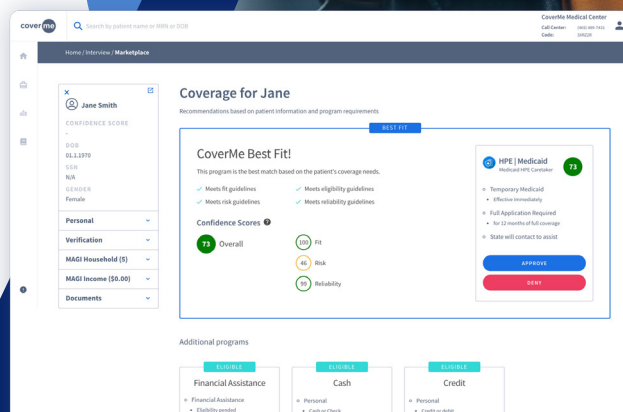 CoverMe Medical Center
cover me
Search by patient name or MRN or DOB
Call Center:
Code:
Home / Interview / Marketplace
Jane Smith
CONFIDENCE SCORE
-
DOB
01.1.1970
SSN
N/A
GENDER
Female
Personal
Verification
MAGI Household (5)
MAGI Income ($0.00)
Documents
Coverage for Jane
Recommendations based on patient information and program requirements
BEST FIT
CoverMe Best Fit!
This program is the best match based on the patient's coverage needs.
Meets fit guidelines
Meets eligibility guidelines
Meets risk guidelines
Meets reliability guidelines
Confidence Scores
73 Overall
100 Fit
46 Risk
99 Reliability
HPE | Medicaid
Medicaid HPE Caretaker
73
Temporary Medicaid
Effective Immediately
Full Application Required
for 12 months of full coverage
State will contact to assist
APPROVE
DENY
Additional programs
ELIGIBLE
Financial Assistance
Financial Assistance
Eligibility pended
ELIGIBLE
Cash
Personal
Cash or Check
ELIGIBLE
Credit
Personal
Credit or debit